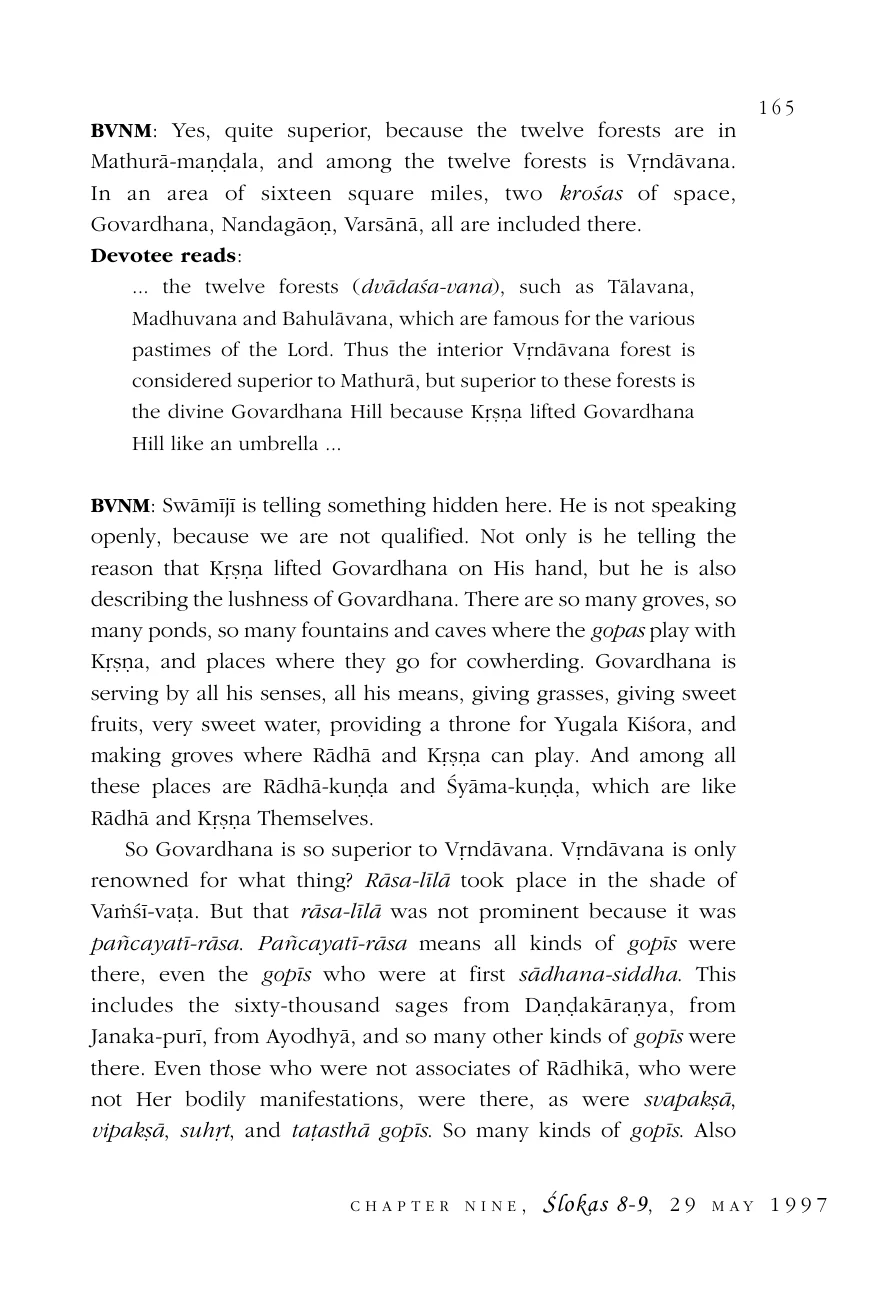 165
BVNM: Yes, quite superior, because the twelve forests are in
Mathurā-maṇḍala, and among the twelve forests is Vṛndāvana.
In an area of sixteen square miles, two krośas of space,
Govardhana, Nandagāoṇ, Varsānā, all are included there.
Devotee reads:
... the twelve forests (dvādaśa-vana), such as Tālavana,
Madhuvana and Bahulāvana, which are famous for the various
pastimes of the Lord. Thus the interior Vṛndāvana forest is
considered superior to Mathurā, but superior to these forests is
the divine Govardhana Hill because Kṛṣṇa lifted Govardhana
Hill like an umbrella ...
BVNM: Swāmījī is telling something hidden here. He is not speaking
openly, because we are not qualified. Not only is he telling the
reason that Kṛṣṇa lifted Govardhana on His hand, but he is also
describing the lushness of Govardhana. There are so many groves, so
many ponds, so many fountains and caves where the gopas play with
Kṛṣṇa, and places where they go for cowherding. Govardhana is
serving by all his senses, all his means, giving grasses, giving sweet
fruits, very sweet water, providing a throne for Yugala Kiśora, and
making groves where Rādhā and Kṛṣṇa can play. And among all
these places are Rādhā-kuṇḍa and Śyāma-kuṇḍa, which are like
Rādhā and Kṛṣṇa Themselves.
So Govardhana is so superior to Vṛndāvana. Vṛndāvana is only
renowned for what thing? Rāsa-līlā took place in the shade of
Vaṁśī-vaṭa. But that rāsa-līlā was not prominent because it was
pañcayatī-rāsa. Pañcayatī-rāsa means all kinds of gopīs were
there, even the gopīs who were at first sādhana-siddha. This
includes the sixty-thousand sages from Daṇḍakāraṇya, from
Janaka-purī, from Ayodhyā, and so many other kinds of gopīs were
there. Even those who were not associates of Rādhikā, who were
not Her bodily manifestations, were there, as were svapakṣā,
vipakṣā, suhṛt, and taṭasthā gopīs. So many kinds of gopīs. Also
CHAPTER NINE, Ślokas 8-9, 29 MAY 1997